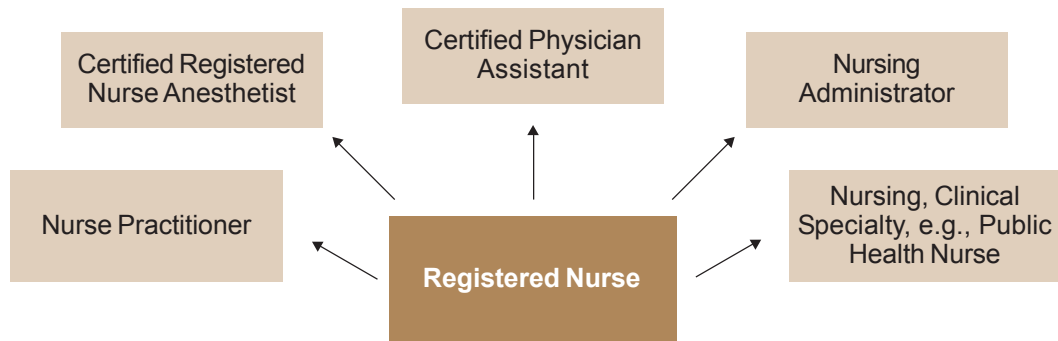 Certified Physician
Assistant
Certified Registered
Nurse Anesthetist
Nursing
Administrator
Nurse Practitioner
Nursing, Clinical
Specialty, e.g., Public
Health Nurse
Registered Nurse